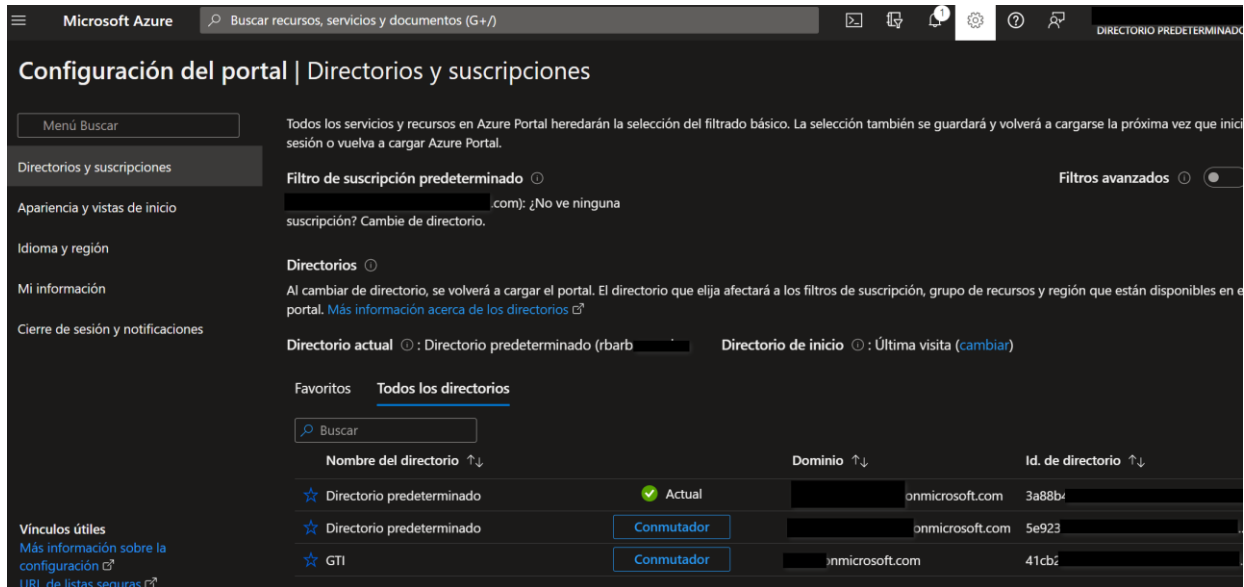 Microsoft Azure
Buscar recursos, servicios y documentos (G+/)
1
DIRECTORIO PREDETERMINADO
Configuración del portal | Directorios y suscripciones
Menú Buscar
Directorios y suscripciones
Apariencia y vistas de inicio
Idioma y región
Mi información
Cierre de sesión y notificaciones
Vínculos útiles
Más información sobre la
configuración
URL de listas seguras
Todos los servicios y recursos en Azure Portal heredarán la selección del filtrado básico. La selección también se guardará y volverá a cargarse la próxima vez que inici
sesión o vuelva a cargar Azure Portal.
Filtro de suscripción predeterminado
Filtros avanzados
.com): ¿No ve ninguna
suscripción? Cambie de directorio.
Directorios
Al cambiar de directorio, se volverá a cargar el portal. El directorio que elija afectará a los filtros de suscripción, grupo de recursos y región que están disponibles en e
portal. Más información acerca de los directorios
Directorio actual : Directorio predeterminado (rbarb Directorio de inicio : Última visita (cambiar)
Favoritos Todos los directorios
Buscar
Nombre del directorio Dominio Id. de directorio
Directorio predeterminado Actual onmicrosoft.com 3a88b4
Directorio predeterminado Conmutador onmicrosoft.com 5e923
GTI Conmutador onmicrosoft.com 41cb2